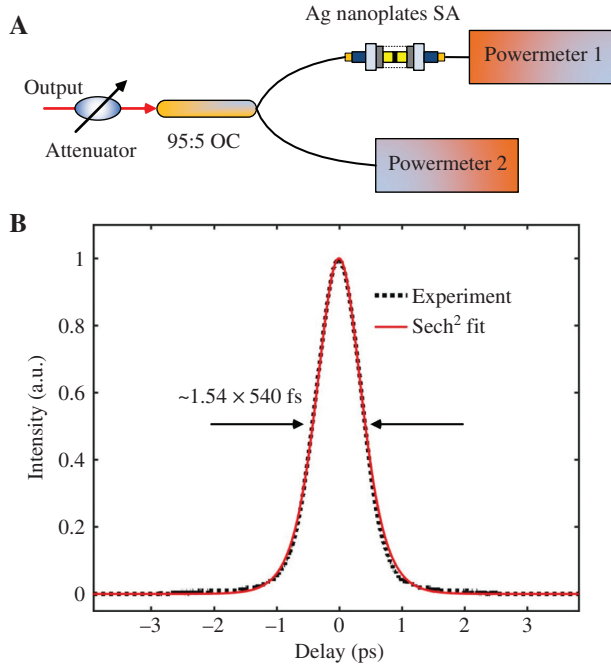 A
Ag nanoplates SA
Powermeter 1
Output
Attenuator
95:5 OC
Powermeter 2
B
1
0.8
0.6
0.4
0.2
0
Intensity (a.u.)
Experiment
Sech² fit
~1.54 × 540 fs
−3 −2 −1 0 1 2 3
Delay (ps)